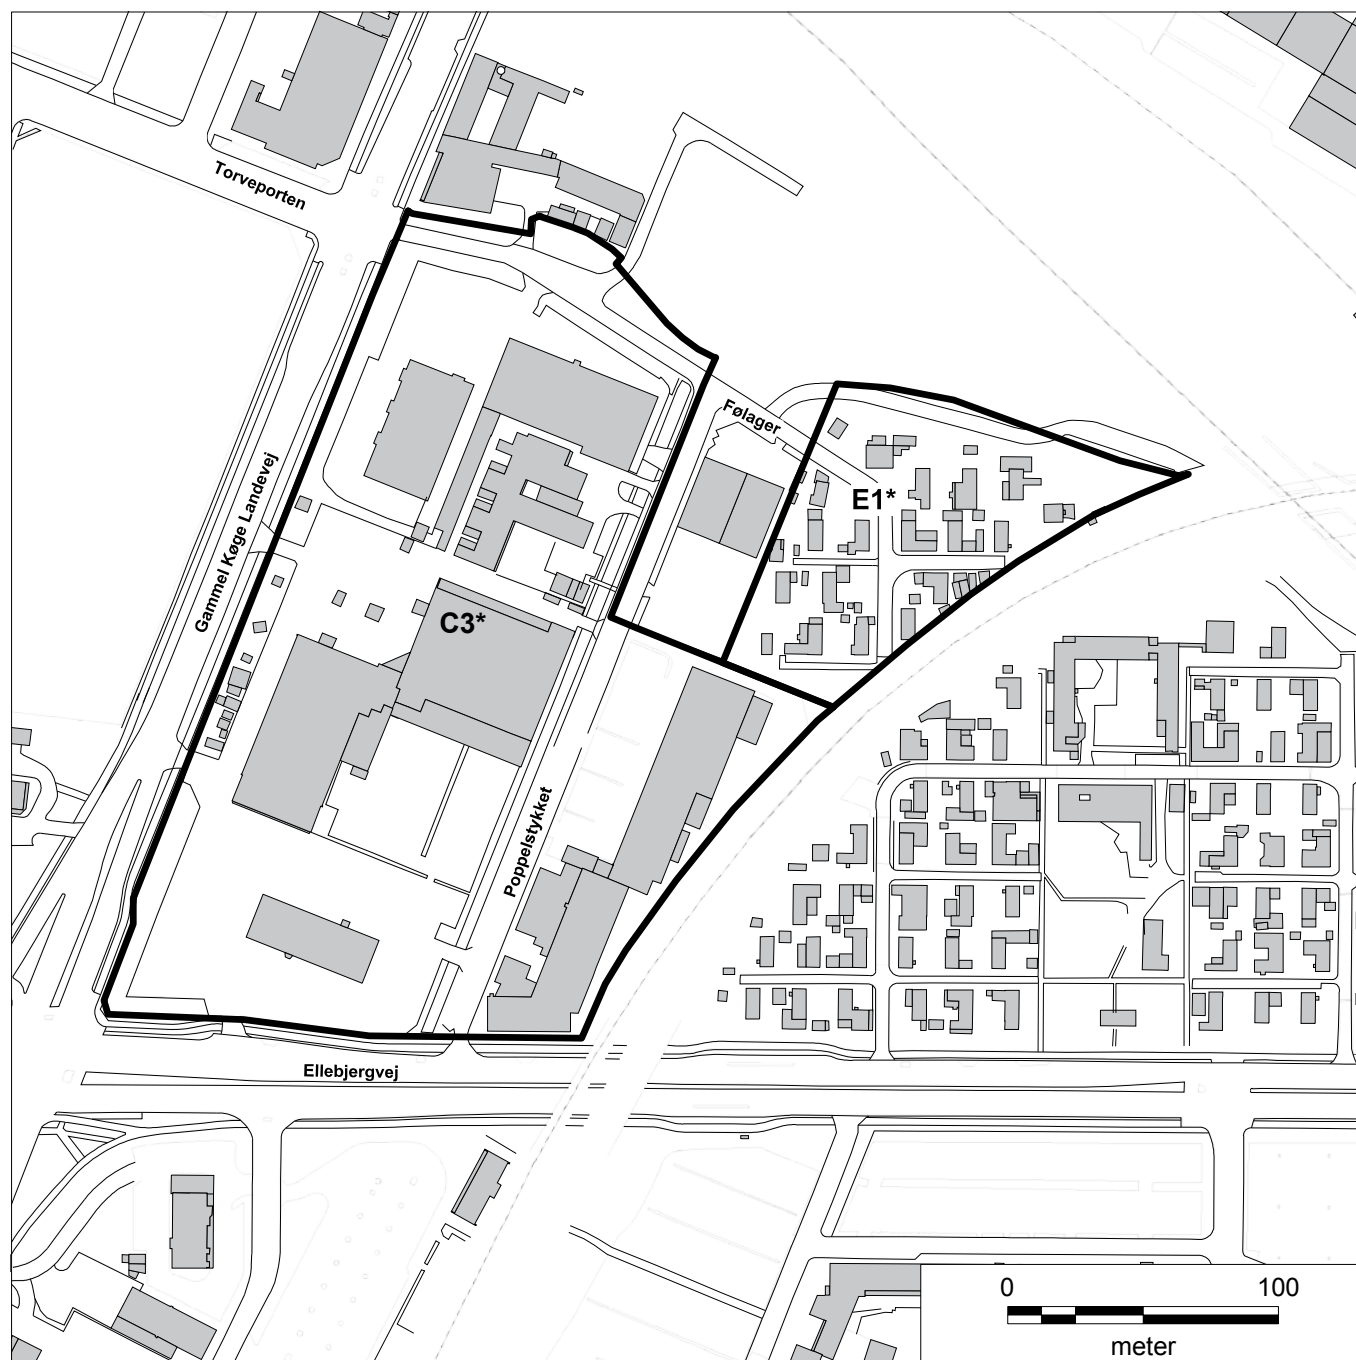 Torveporten
Følager
E1*
Gammel Køge Landevej
C3*
Poppelstykket
Ellebjergvej
0 100
meter